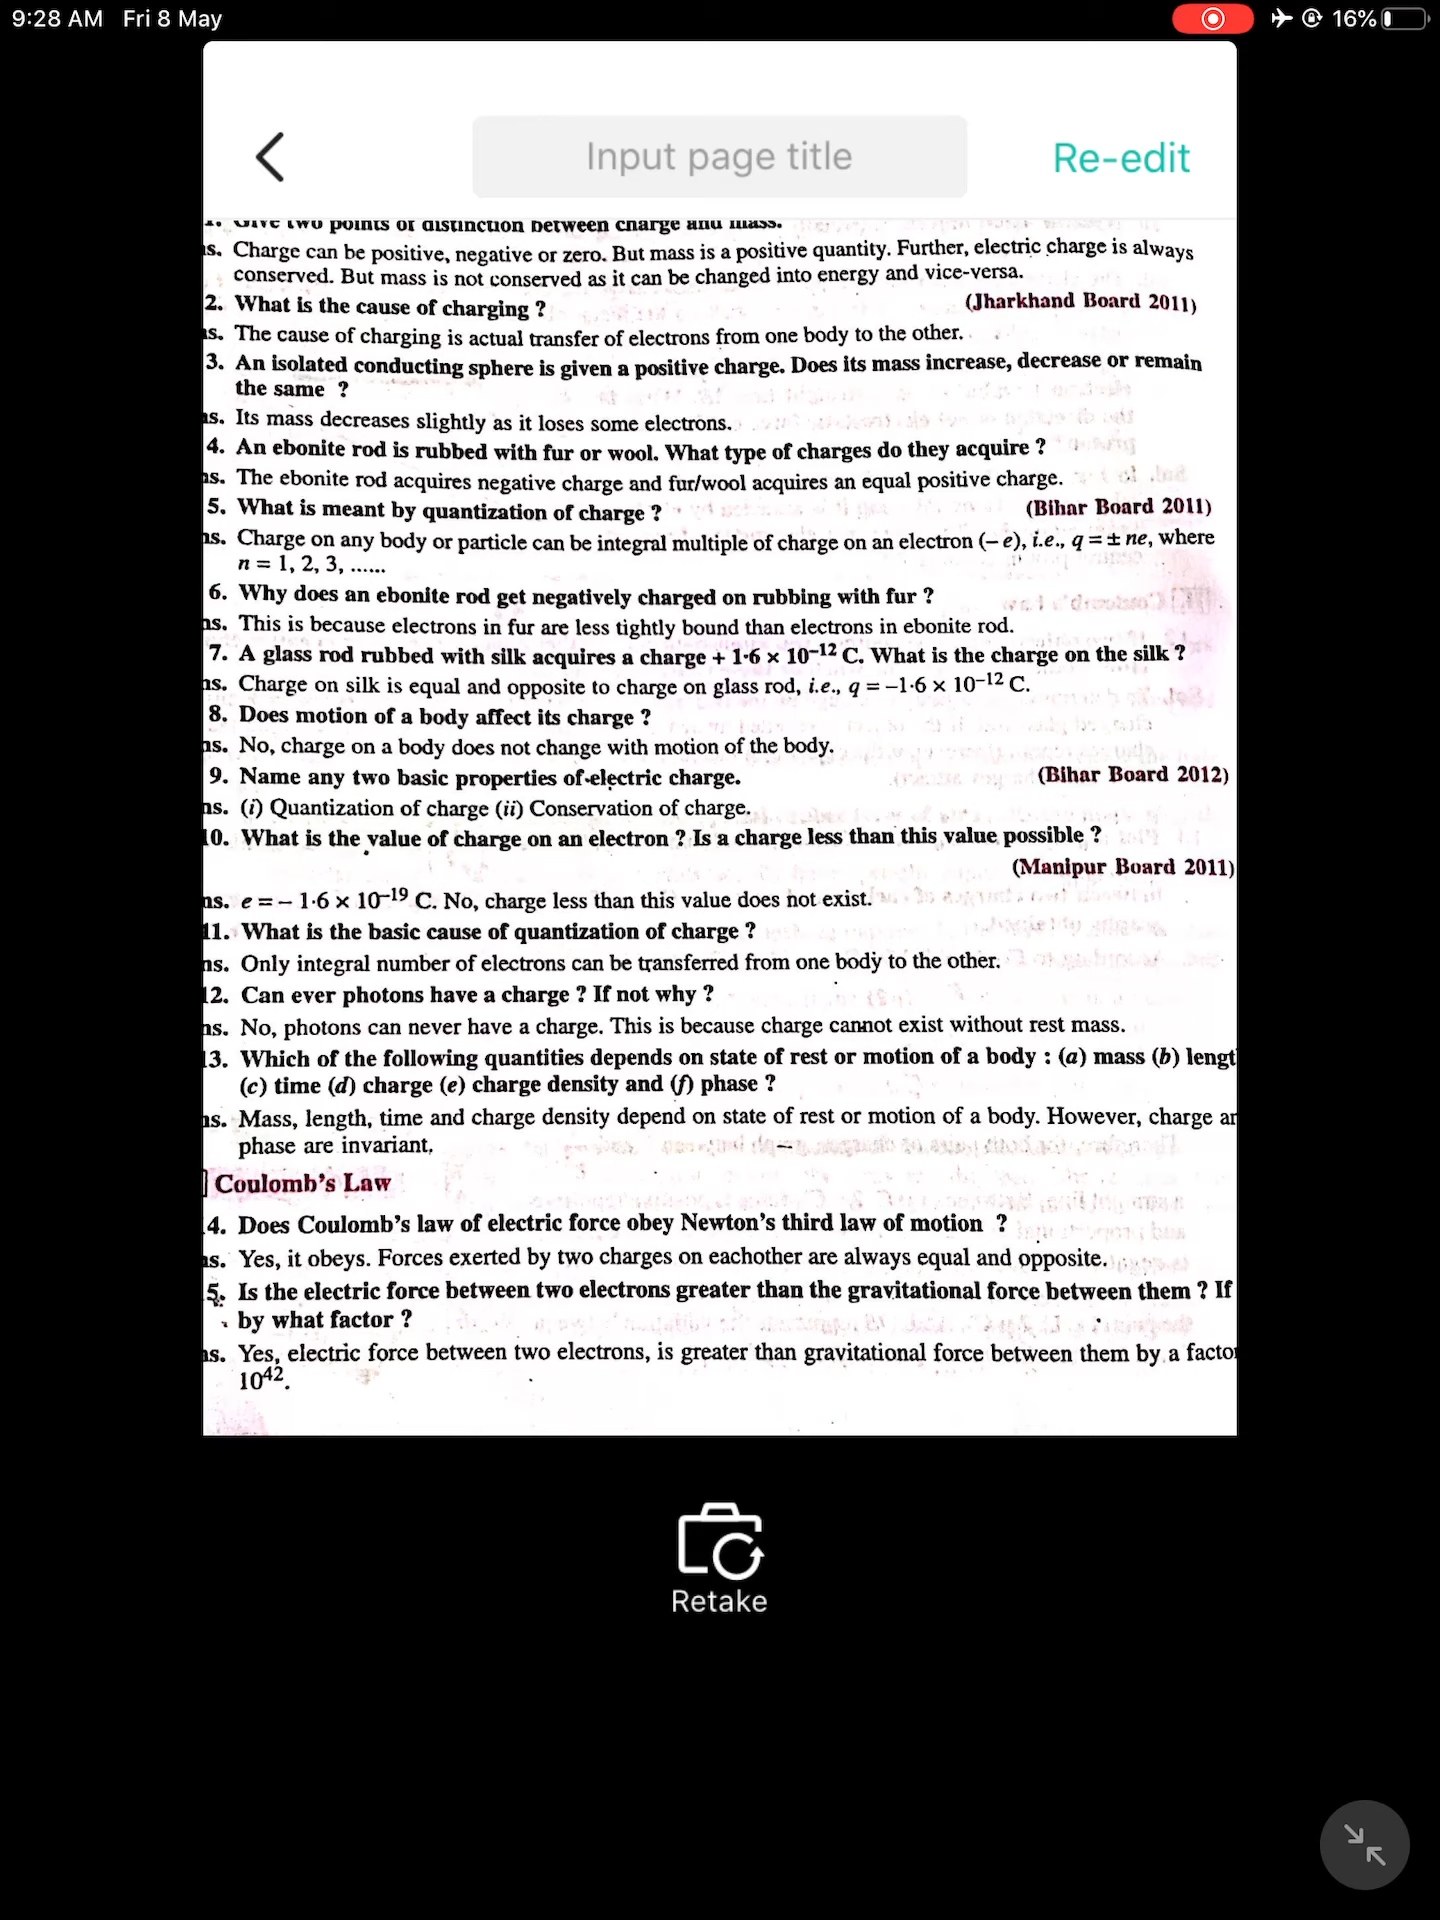 9:28 AM Fri 8 May
16%
Input page title
Re-edit
1. Give two points of distinction between charge and mass.
s. Charge can be positive, negative or zero. But mass is a positive quantity. Further, electric charge is always
conserved. But mass is not conserved as it can be changed into energy and vice-versa.
2. What is the cause of charging ? (Jharkhand Board 2011)
s. The cause of charging is actual transfer of electrons from one body to the other.
3. An isolated conducting sphere is given a positive charge. Does its mass increase, decrease or remain
the same ?
s. Its mass decreases slightly as it loses some electrons.
4. An ebonite rod is rubbed with fur or wool. What type of charges do they acquire ?
s. The ebonite rod acquires negative charge and fur/wool acquires an equal positive charge.
5. What is meant by quantization of charge ? (Bihar Board 2011)
ns. Charge on any body or particle can be integral multiple of charge on an electron (– e), i.e., q = ± ne, where
n = 1, 2, 3, ......
6. Why does an ebonite rod get negatively charged on rubbing with fur ?
ns. This is because electrons in fur are less tightly bound than electrons in ebonite rod.
7. A glass rod rubbed with silk acquires a charge + 1·6 × 10⁻¹² C. What is the charge on the silk ?
ns. Charge on silk is equal and opposite to charge on glass rod, i.e., q = –1·6 × 10⁻¹² C.
8. Does motion of a body affect its charge ?
ns. No, charge on a body does not change with motion of the body.
9. Name any two basic properties of electric charge. (Bihar Board 2012)
ns. (i) Quantization of charge (ii) Conservation of charge.
10. What is the value of charge on an electron ? Is a charge less than this value possible ?
(Manipur Board 2011)
ns. e = – 1·6 × 10⁻¹⁹ C. No, charge less than this value does not exist.
11. What is the basic cause of quantization of charge ?
ns. Only integral number of electrons can be transferred from one body to the other.
12. Can ever photons have a charge ? If not why ?
ns. No, photons can never have a charge. This is because charge cannot exist without rest mass.
13. Which of the following quantities depends on state of rest or motion of a body : (a) mass (b) lengt
(c) time (d) charge (e) charge density and (f) phase ?
ns. Mass, length, time and charge density depend on state of rest or motion of a body. However, charge ar
phase are invariant.
Coulomb's Law
4. Does Coulomb's law of electric force obey Newton's third law of motion ?
ns. Yes, it obeys. Forces exerted by two charges on eachother are always equal and opposite.
5. Is the electric force between two electrons greater than the gravitational force between them ? If
by what factor ?
ns. Yes, electric force between two electrons, is greater than gravitational force between them by a factor
10⁴².
Retake